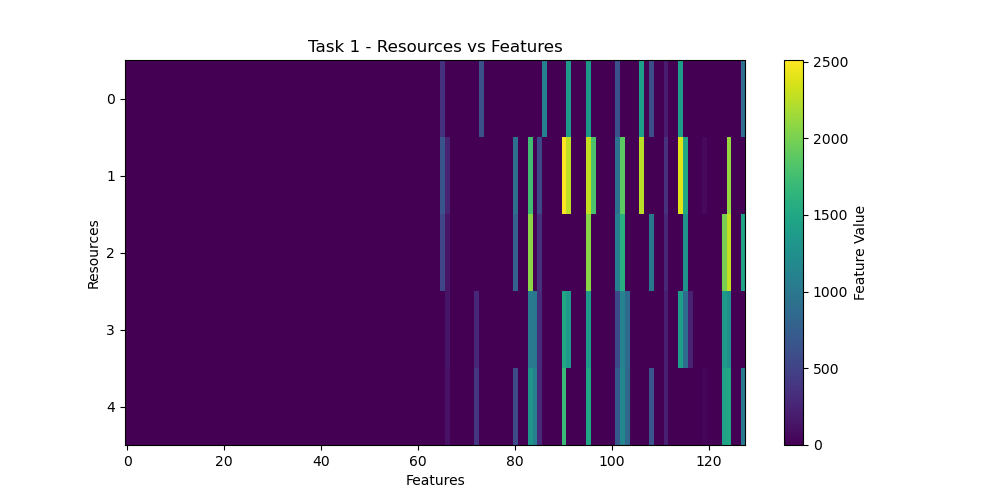 Task 1 - Resources vs Features
Resources
0
1
2
3
4
0 20 40 60 80 100 120
Features
2500
2000
1500
1000
500
0
Feature Value